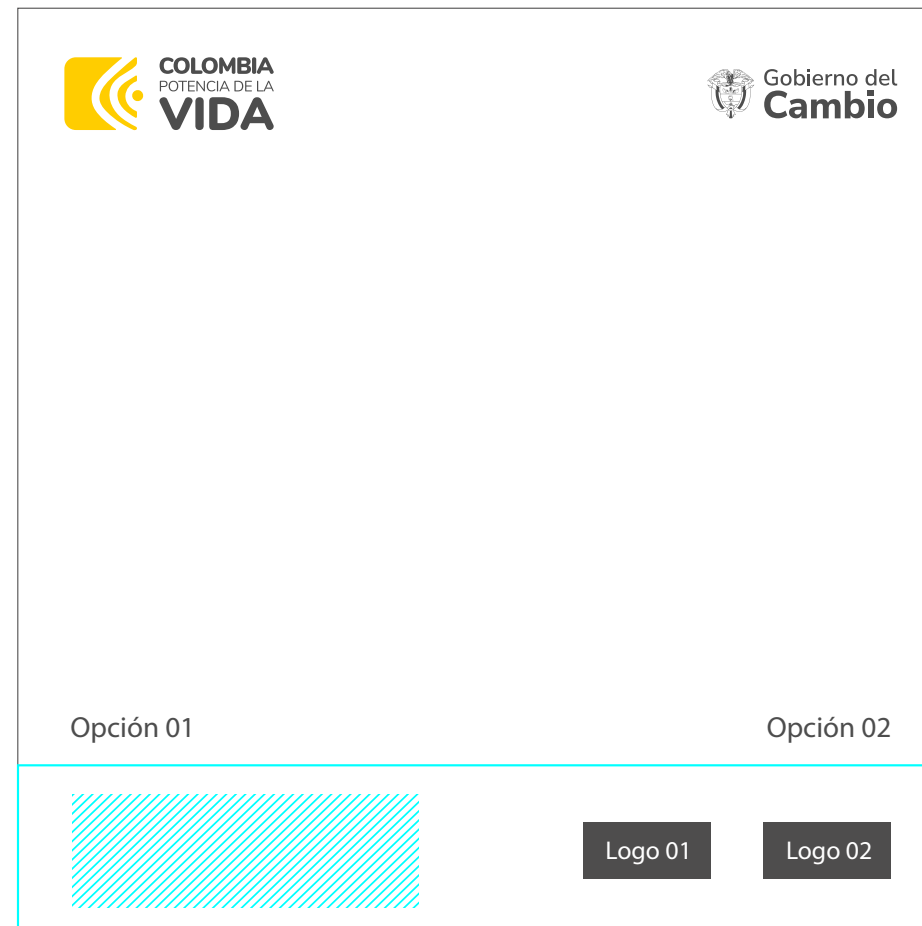 COLOMBIA
POTENCIA DE LA
VIDA
Gobierno del
Cambio
Opción 01
Opción 02
Logo 01
Logo 02